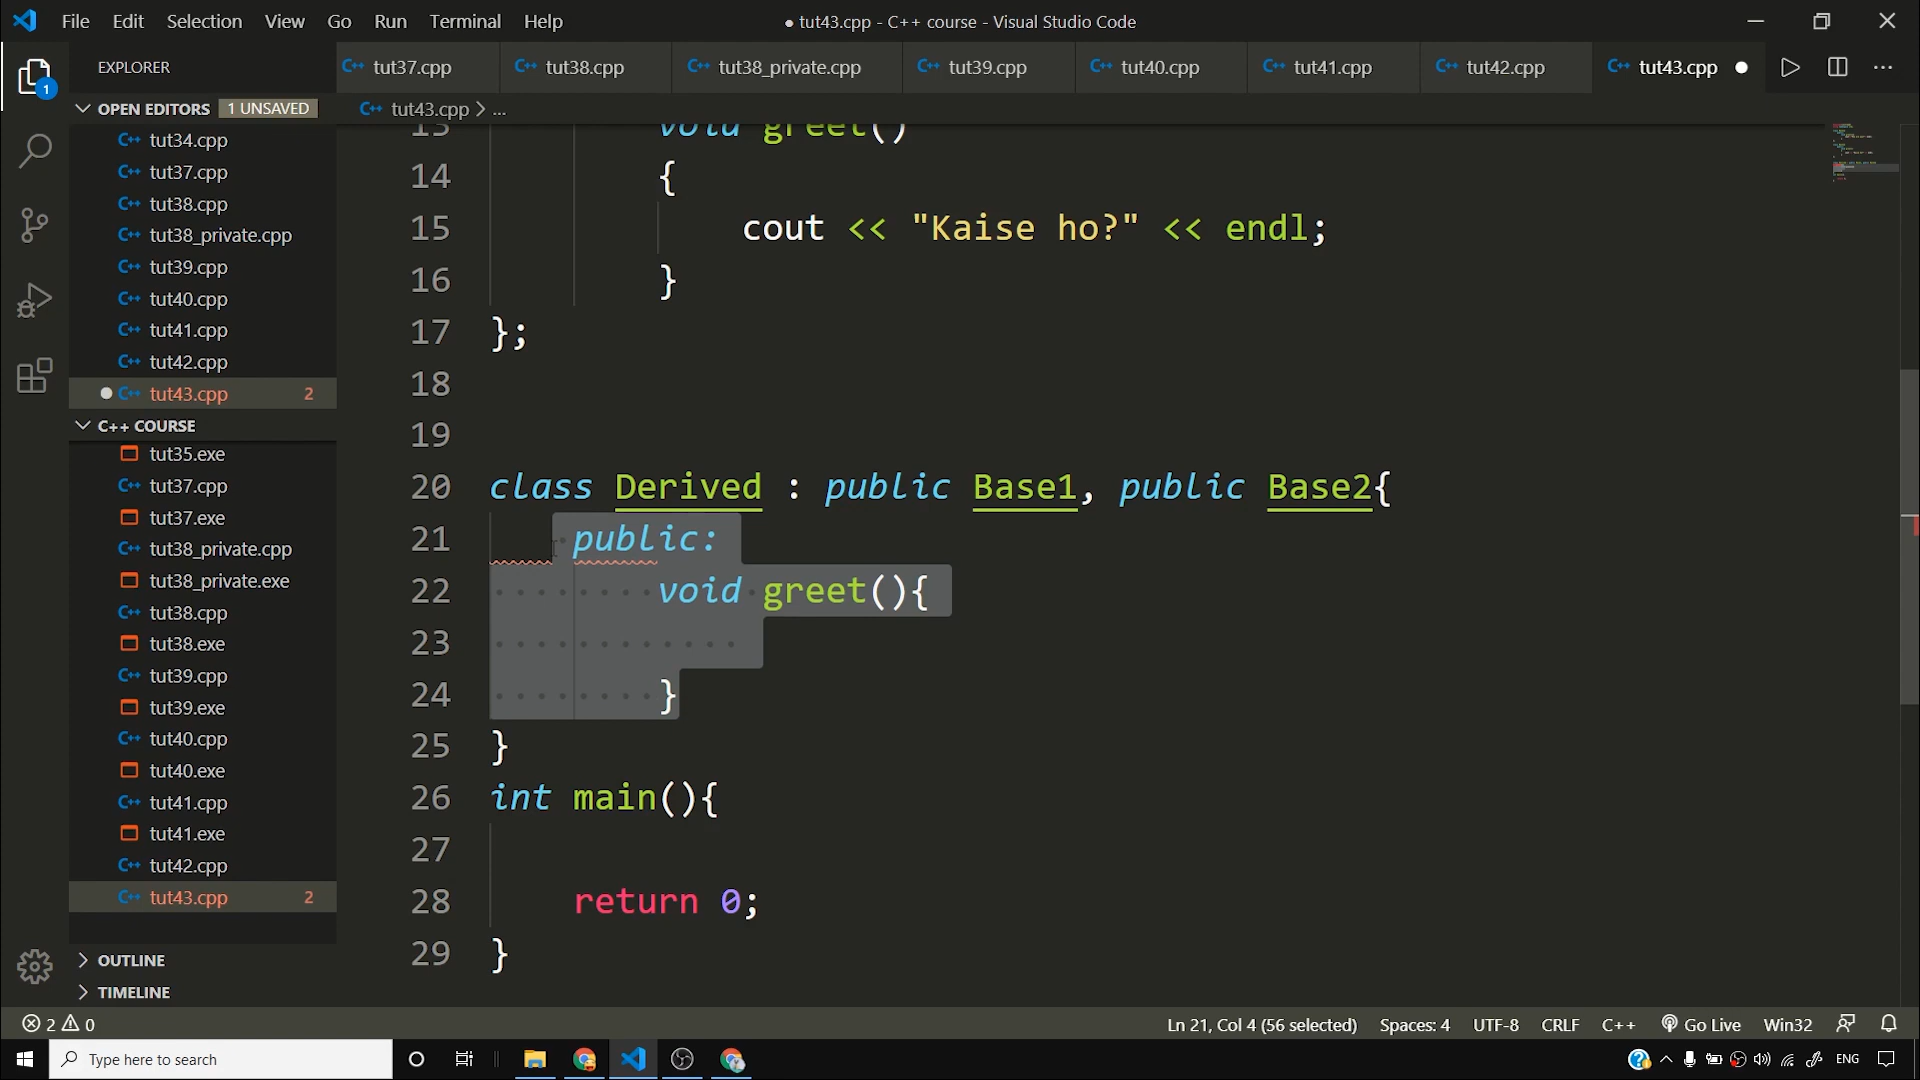 File Edit Selection View Go Run Terminal Help
● tut43.cpp - C++ course - Visual Studio Code
EXPLORER
tut37.cpp tut38.cpp tut38_private.cpp tut39.cpp tut40.cpp tut41.cpp tut42.cpp tut43.cpp
OPEN EDITORS 1 UNSAVED
tut43.cpp > ...
tut34.cpp
tut37.cpp
tut38.cpp
tut38_private.cpp
tut39.cpp
tut40.cpp
tut41.cpp
tut42.cpp
tut43.cpp 2
C++ COURSE
tut35.exe
tut37.cpp
tut37.exe
tut38_private.cpp
tut38_private.exe
tut38.cpp
tut38.exe
tut39.cpp
tut39.exe
tut40.cpp
tut40.exe
tut41.cpp
tut41.exe
tut42.cpp
tut43.cpp 2
OUTLINE
TIMELINE
13 void greet()
14 {
15 cout << "Kaise ho?" << endl;
16 }
17 };
18
19
20 class Derived : public Base1, public Base2{
21 public:
22 void greet(){
23
24 }
25 }
26 int main(){
27
28 return 0;
29 }
2 0 Ln 21, Col 4 (56 selected) Spaces: 4 UTF-8 CRLF C++ Go Live Win32
Type here to search
ENG